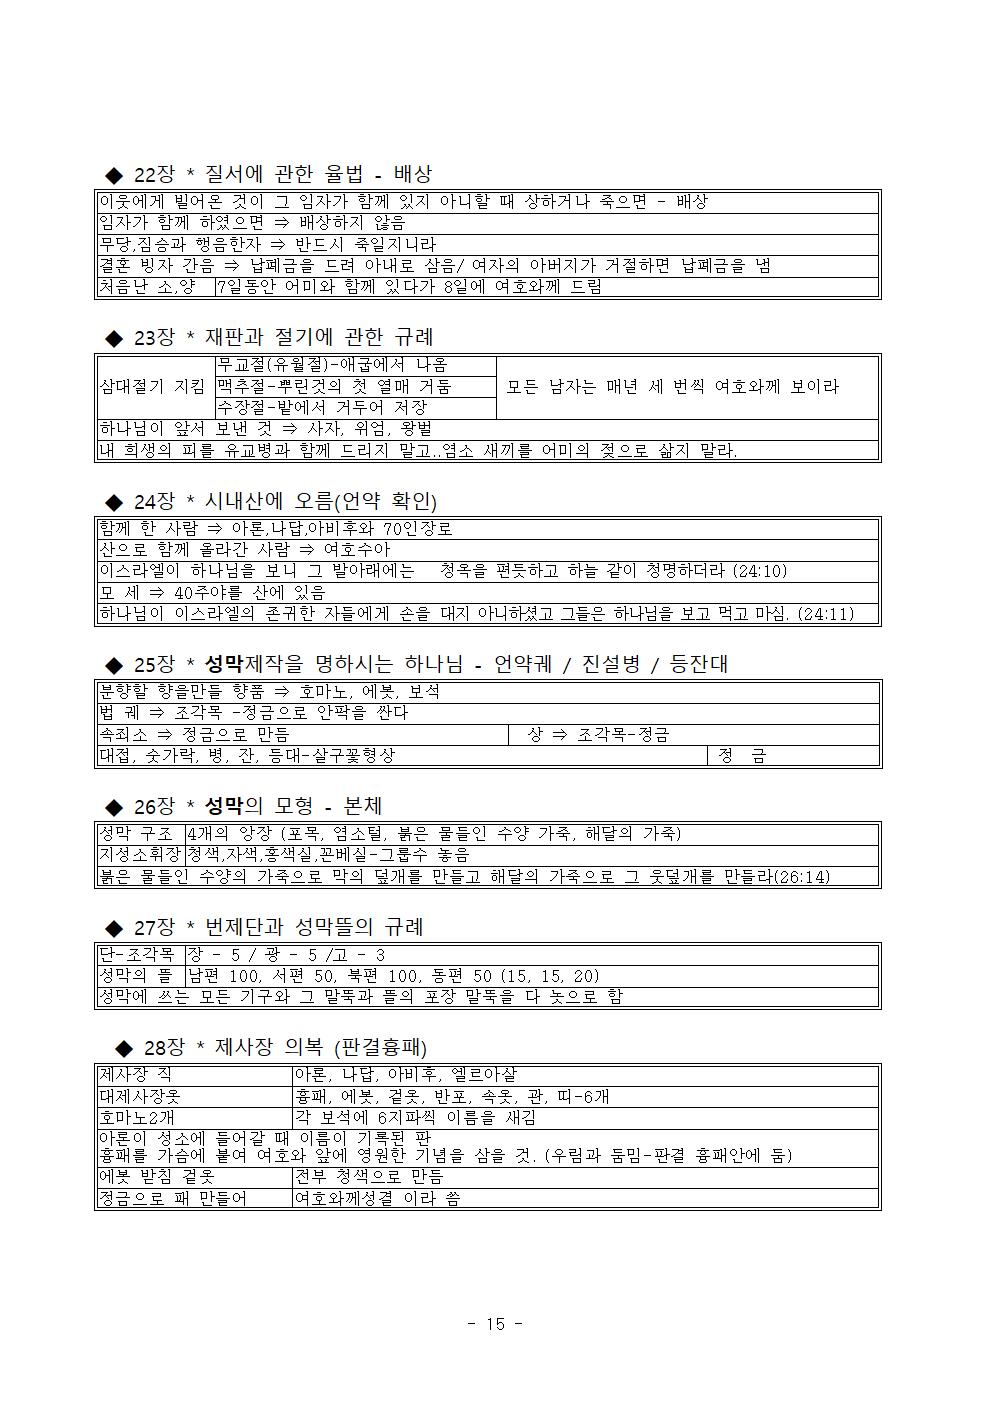 ◆ 22장 * 질서에 관한 율법 - 배상
이웃에게 빌어온 것이 그 임자가 함께 있지 아니할 때 상하거나 죽으면 - 배상
임자가 함께 하였으면 ⇒ 배상하지 않음
무당,짐승과 행음한자 ⇒ 반드시 죽일지니라
결혼 빙자 간음 ⇒ 납폐금을 드려 아내로 삼음/ 여자의 아버지가 거절하면 납폐금을 냄
처음난 소,양 7일동안 어미와 함께 있다가 8일에 여호와께 드림
◆ 23장 * 재판과 절기에 관한 규례
삼대절기 지킴
무교절(유월절)-애굽에서 나옴
맥추절-뿌린것의 첫 열매 거둠
수장절-밭에서 거두어 저장
모든 남자는 매년 세 번씩 여호와께 보이라
하나님이 앞서 보낸 것 ⇒ 사자, 위엄, 왕벌
내 희생의 피를 유교병과 함께 드리지 말고..염소 새끼를 어미의 젖으로 삶지 말라.
◆ 24장 * 시내산에 오름(언약 확인)
함께 한 사람 ⇒ 아론,나답,아비후와 70인장로
산으로 함께 올라간 사람 ⇒ 여호수아
이스라엘이 하나님을 보니 그 발아래에는 청옥을 편듯하고 하늘 같이 청명하더라 (24:10)
모 세 ⇒ 40주야를 산에 있음
하나님이 이스라엘의 존귀한 자들에게 손을 대지 아니하셨고 그들은 하나님을 보고 먹고 마심. (24:11)
◆ 25장 * 성막제작을 명하시는 하나님 - 언약궤 / 진설병 / 등잔대
분향할 향을만들 향품 ⇒ 호마노, 에봇, 보석
법 궤 ⇒ 조각목 -정금으로 안팍을 싼다
속죄소 ⇒ 정금으로 만듬 상 ⇒ 조각목-정금
대접, 숫가락, 병, 잔, 등대-살구꽃형상 정 금
◆ 26장 * 성막의 모형 - 본체
성막 구조 4개의 앙장 (포목, 염소털, 붉은 물들인 수양 가죽, 해달의 가죽)
지성소휘장 청색,자색,홍색실,꼰베실-그룹수 놓음
붉은 물들인 수양의 가죽으로 막의 덮개를 만들고 해달의 가죽으로 그 웃덮개를 만들라(26:14)
◆ 27장 * 번제단과 성막뜰의 규례
단-조각목 장 - 5 / 광 - 5 /고 - 3
성막의 뜰 남편 100, 서편 50, 북편 100, 동편 50 (15, 15, 20)
성막에 쓰는 모든 기구와 그 말뚝과 뜰의 포장 말뚝을 다 놋으로 함
◆ 28장 * 제사장 의복 (판결흉패)
제사장 직 아론, 나답, 아비후, 엘르아살
대제사장옷 흉패, 에봇, 겉옷, 반포, 속옷, 관, 띠-6개
호마노2개 각 보석에 6지파씩 이름을 새김
아론이 성소에 들어갈 때 이름이 기록된 판
흉패를 가슴에 붙여 여호와 앞에 영원한 기념을 삼을 것. (우림과 둠밈-판결 흉패안에 둠)
에봇 받침 겉옷 전부 청색으로 만듬
정금으로 패 만들어 여호와께성결 이라 씀
- 15 -